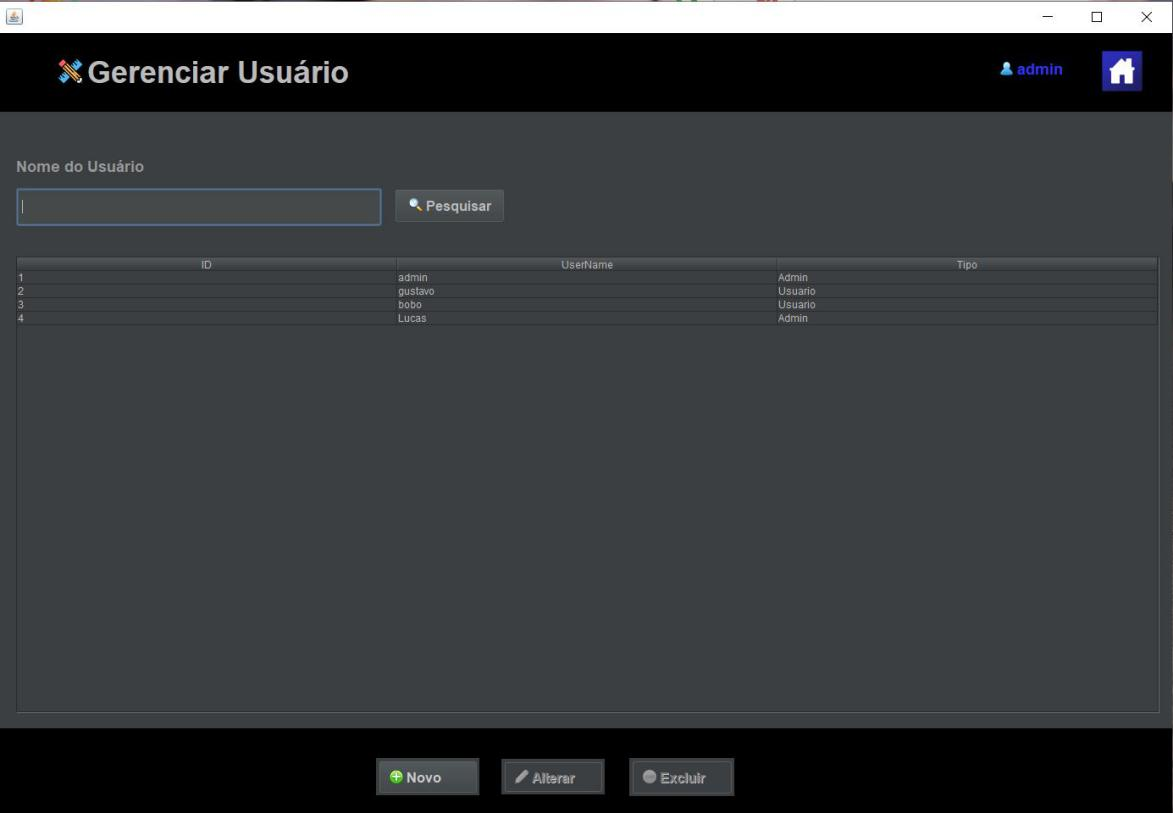 Gerenciar Usuário
admin
Nome do Usuário
Pesquisar
ID UserName Tipo
1 admin Admin
2 gustavo Usuario
3 bobo Usuario
4 Lucas Admin
Novo Alterar Excluir